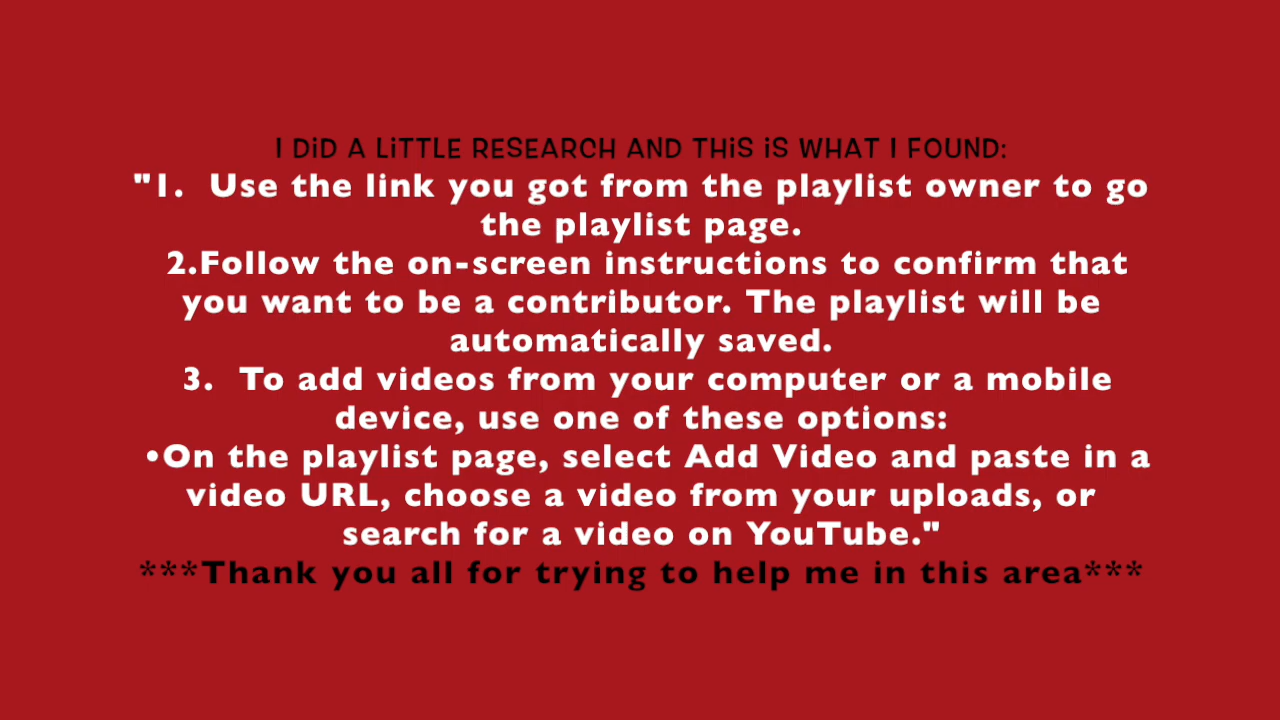 I DiD A LiTTLE RESEARCH AND THiS iS WHAT I FOUND:
"1.  Use the link you got from the playlist owner to go
the playlist page.
2.Follow the on-screen instructions to confirm that
you want to be a contributor. The playlist will be
automatically saved.
3.  To add videos from your computer or a mobile
device, use one of these options:
•On the playlist page, select Add Video and paste in a
video URL, choose a video from your uploads, or
search for a video on YouTube."
***Thank you all for trying to help me in this area***